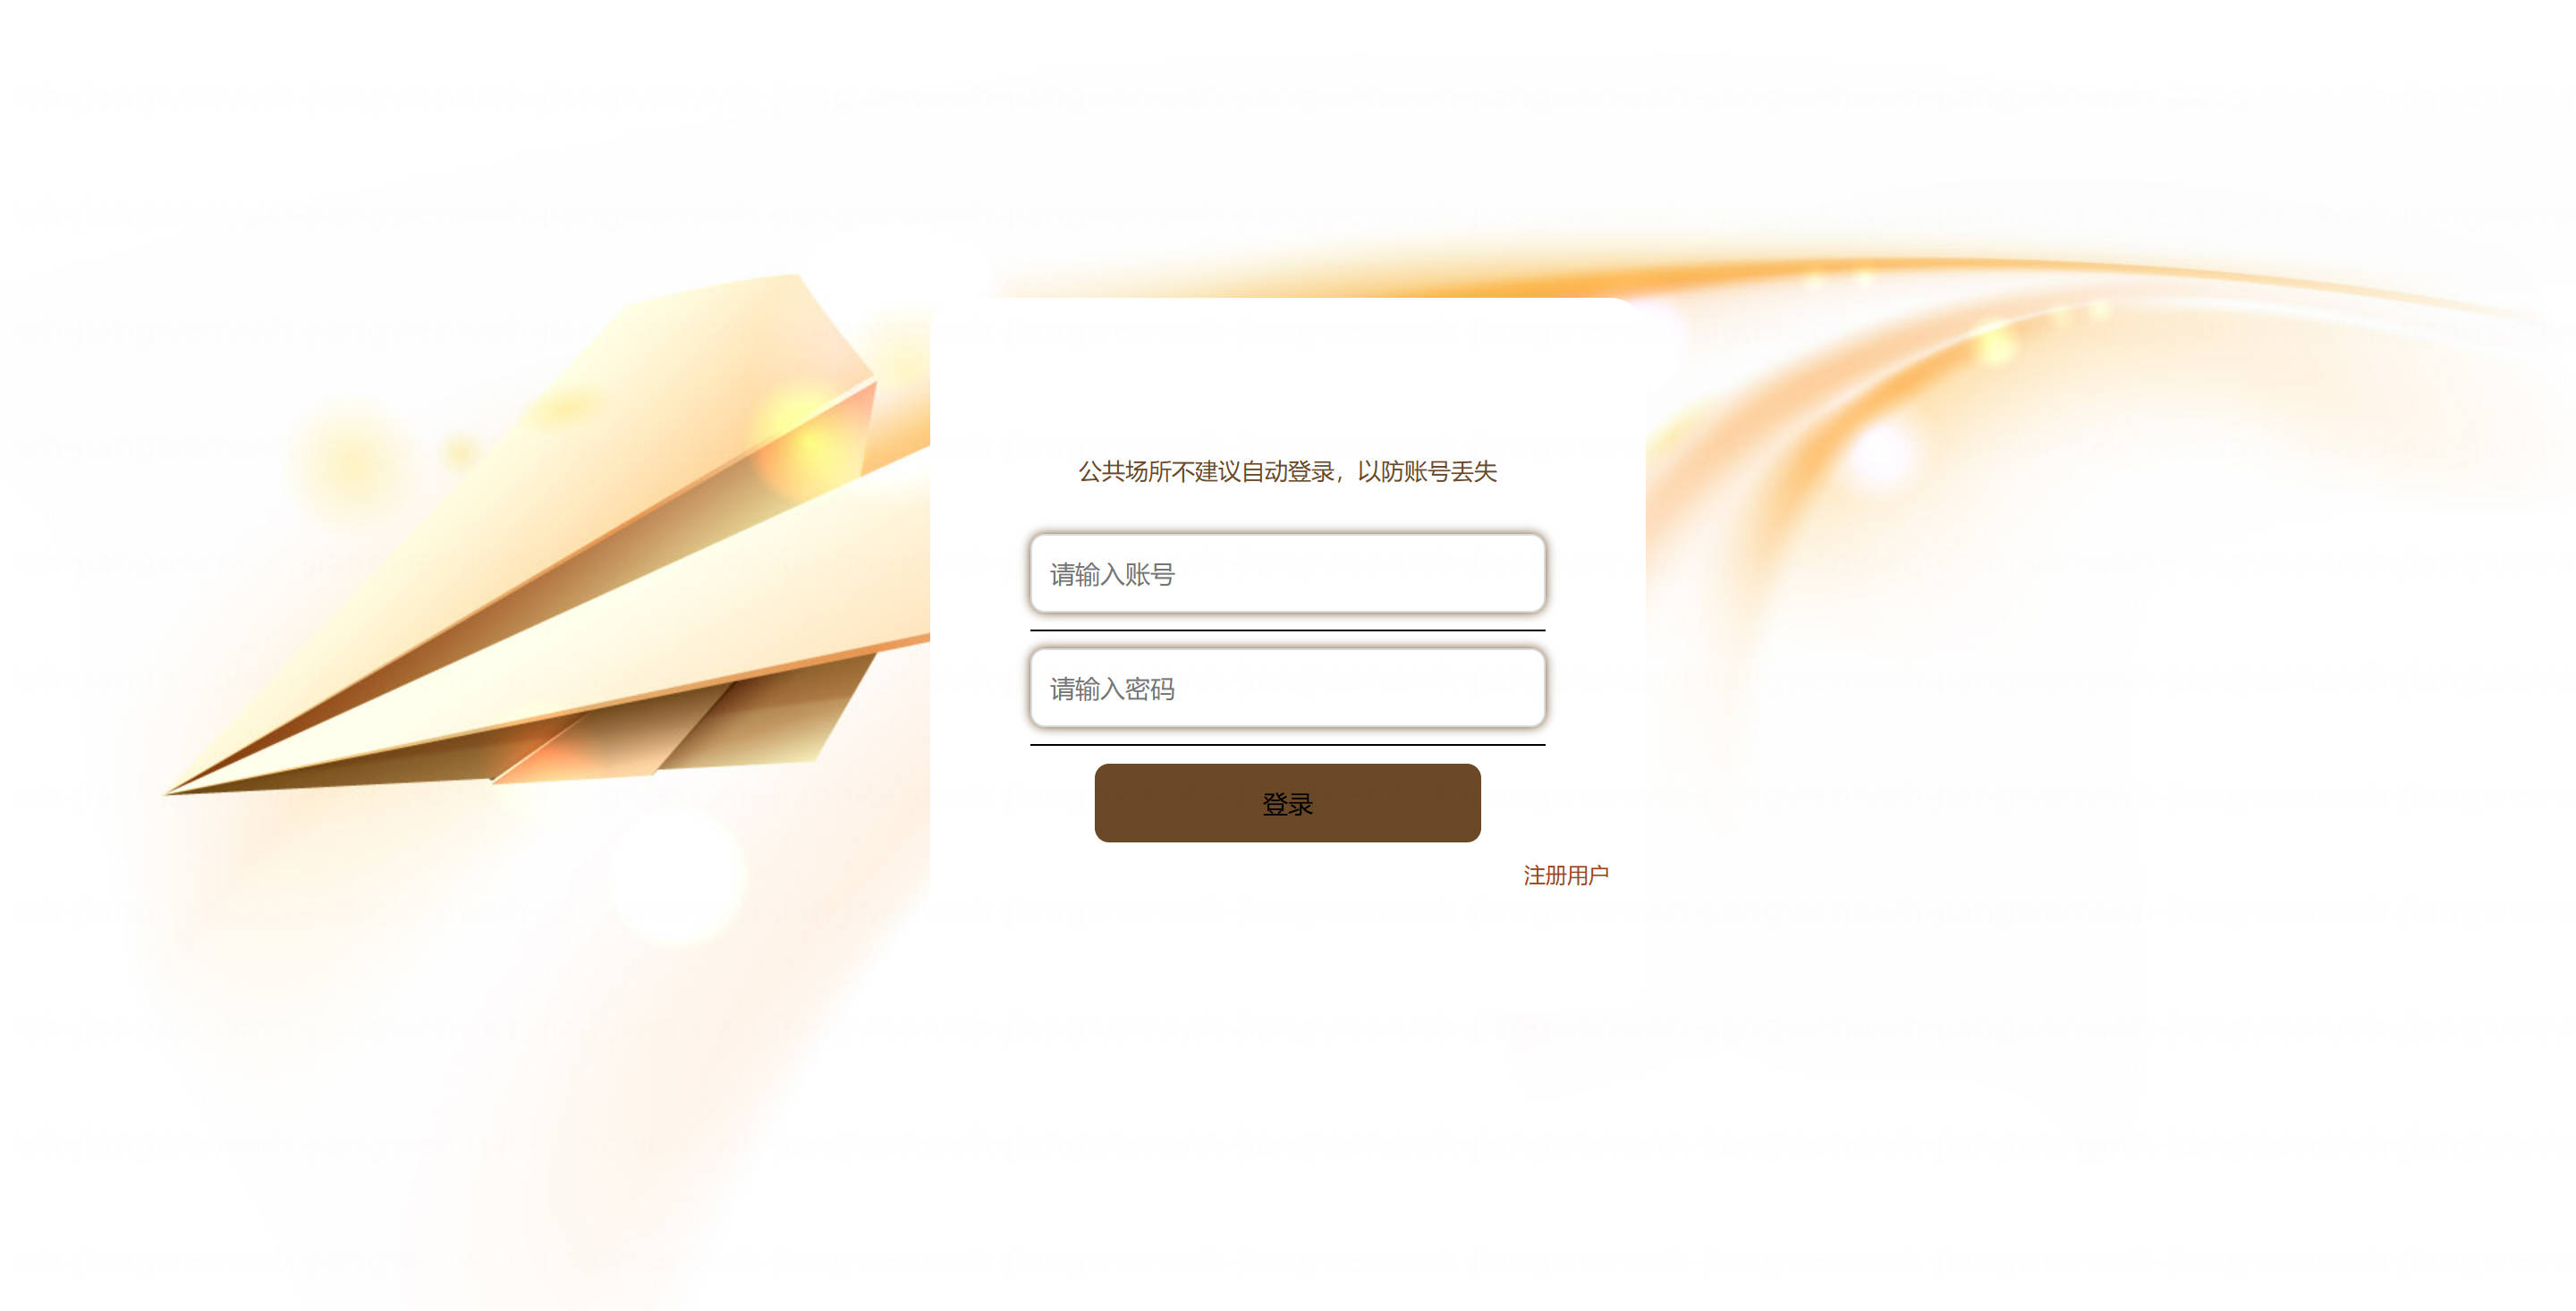 公共场所不建议自动登录，以防账号丢失
请输入账号
请输入密码
登录
注册用户